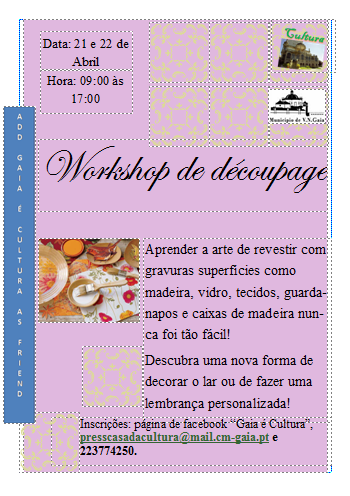 Data: 21 e 22 de
Abril
Hora: 09:00 às
17:00
Cultura
Município de V.N.Gaia
ADD GAIA É CULTURA AS FRIEND
Workshop de découpage
Aprender a arte de revestir com
gravuras superfícies como
madeira, vidro, tecidos, guarda-
napos e caixas de madeira nun-
ca foi tão fácil!
Descubra uma nova forma de
decorar o lar ou de fazer uma
lembrança personalizada!
Inscrições: página de facebook “Gaia é Cultura”,
presscasadacultura@mail.cm-gaia.pt e
223774250.